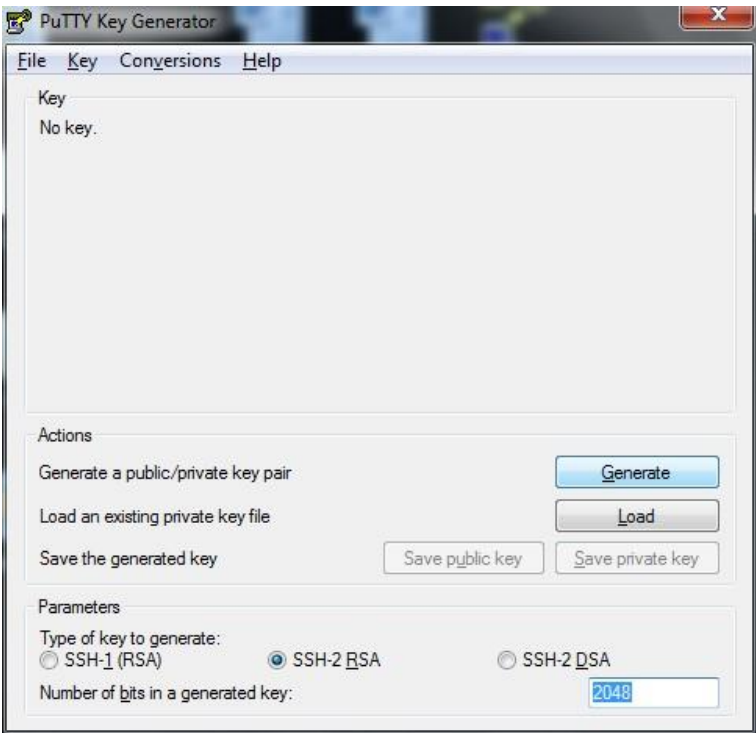 PuTTY Key Generator
X
File Key Conversions Help
Key
No key.
Actions
Generate a public/private key pair Generate
Load an existing private key file Load
Save the generated key Save public key Save private key
Parameters
Type of key to generate:
SSH-1 (RSA) SSH-2 RSA SSH-2 DSA
Number of bits in a generated key: 2048